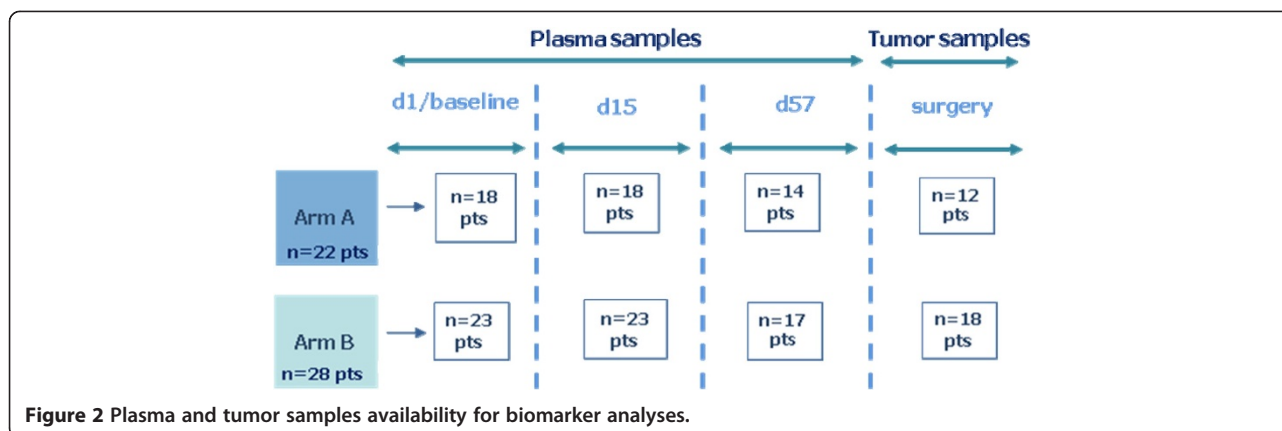 Plasma samples
Tumor samples
d1/baseline
d15
d57
surgery
Arm A
n=22 pts
n=18
pts
n=18
pts
n=14
pts
n=12
pts
Arm B
n=28 pts
n=23
pts
n=23
pts
n=17
pts
n=18
pts
Figure 2 Plasma and tumor samples availability for biomarker analyses.